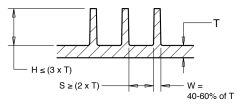 T
H ≤ (3 x T)
S ≥ (2 x T)
W =
40-60% of T